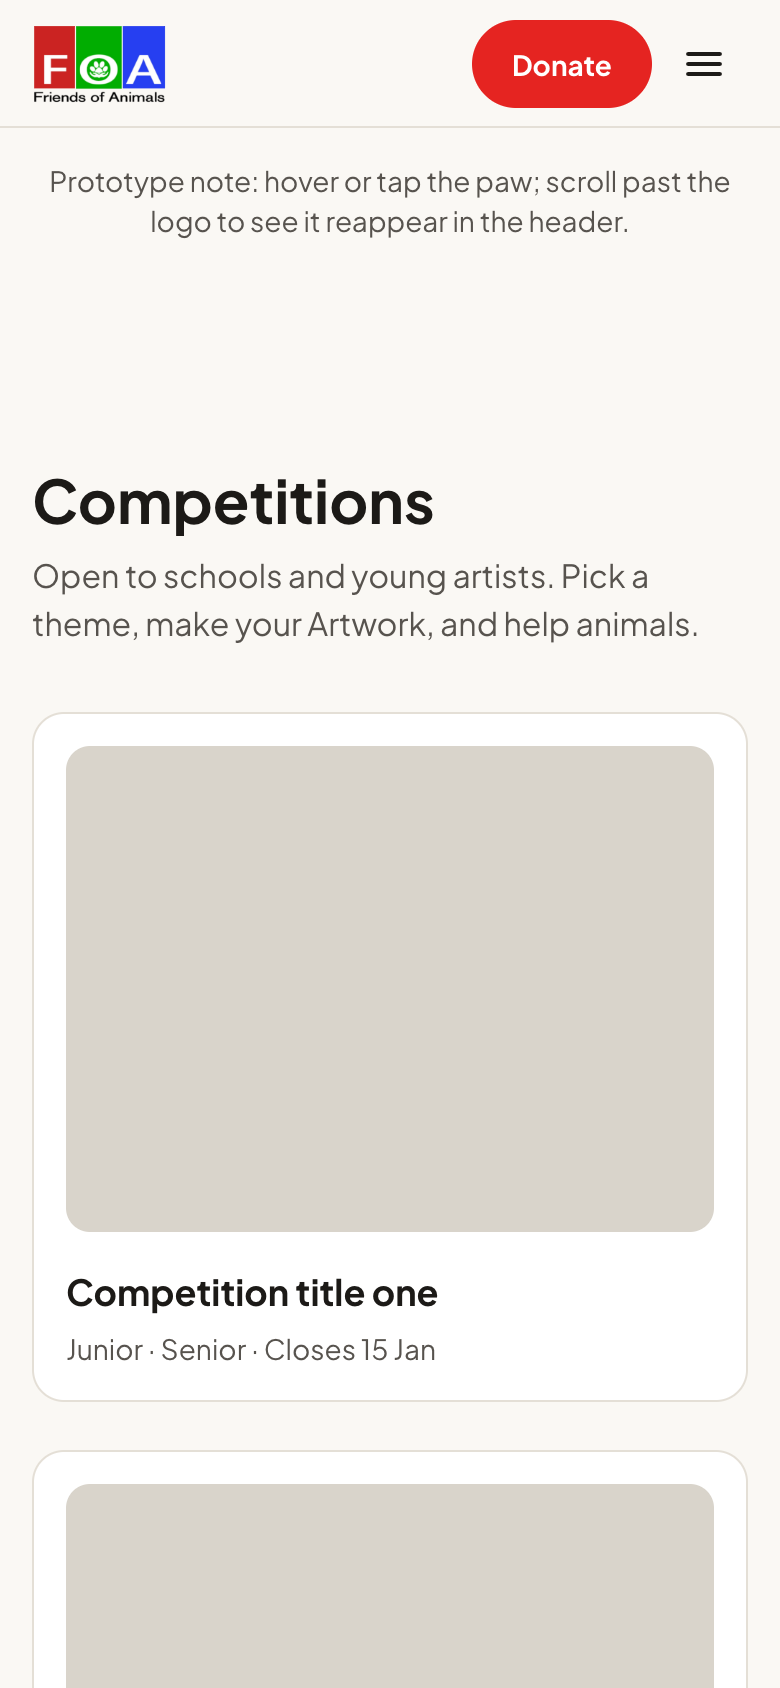 FOA
Friends of Animals
Donate
Prototype note: hover or tap the paw; scroll past the
logo to see it reappear in the header.
Competitions
Open to schools and young artists. Pick a
theme, make your Artwork, and help animals.
Competition title one
Junior · Senior · Closes 15 Jan